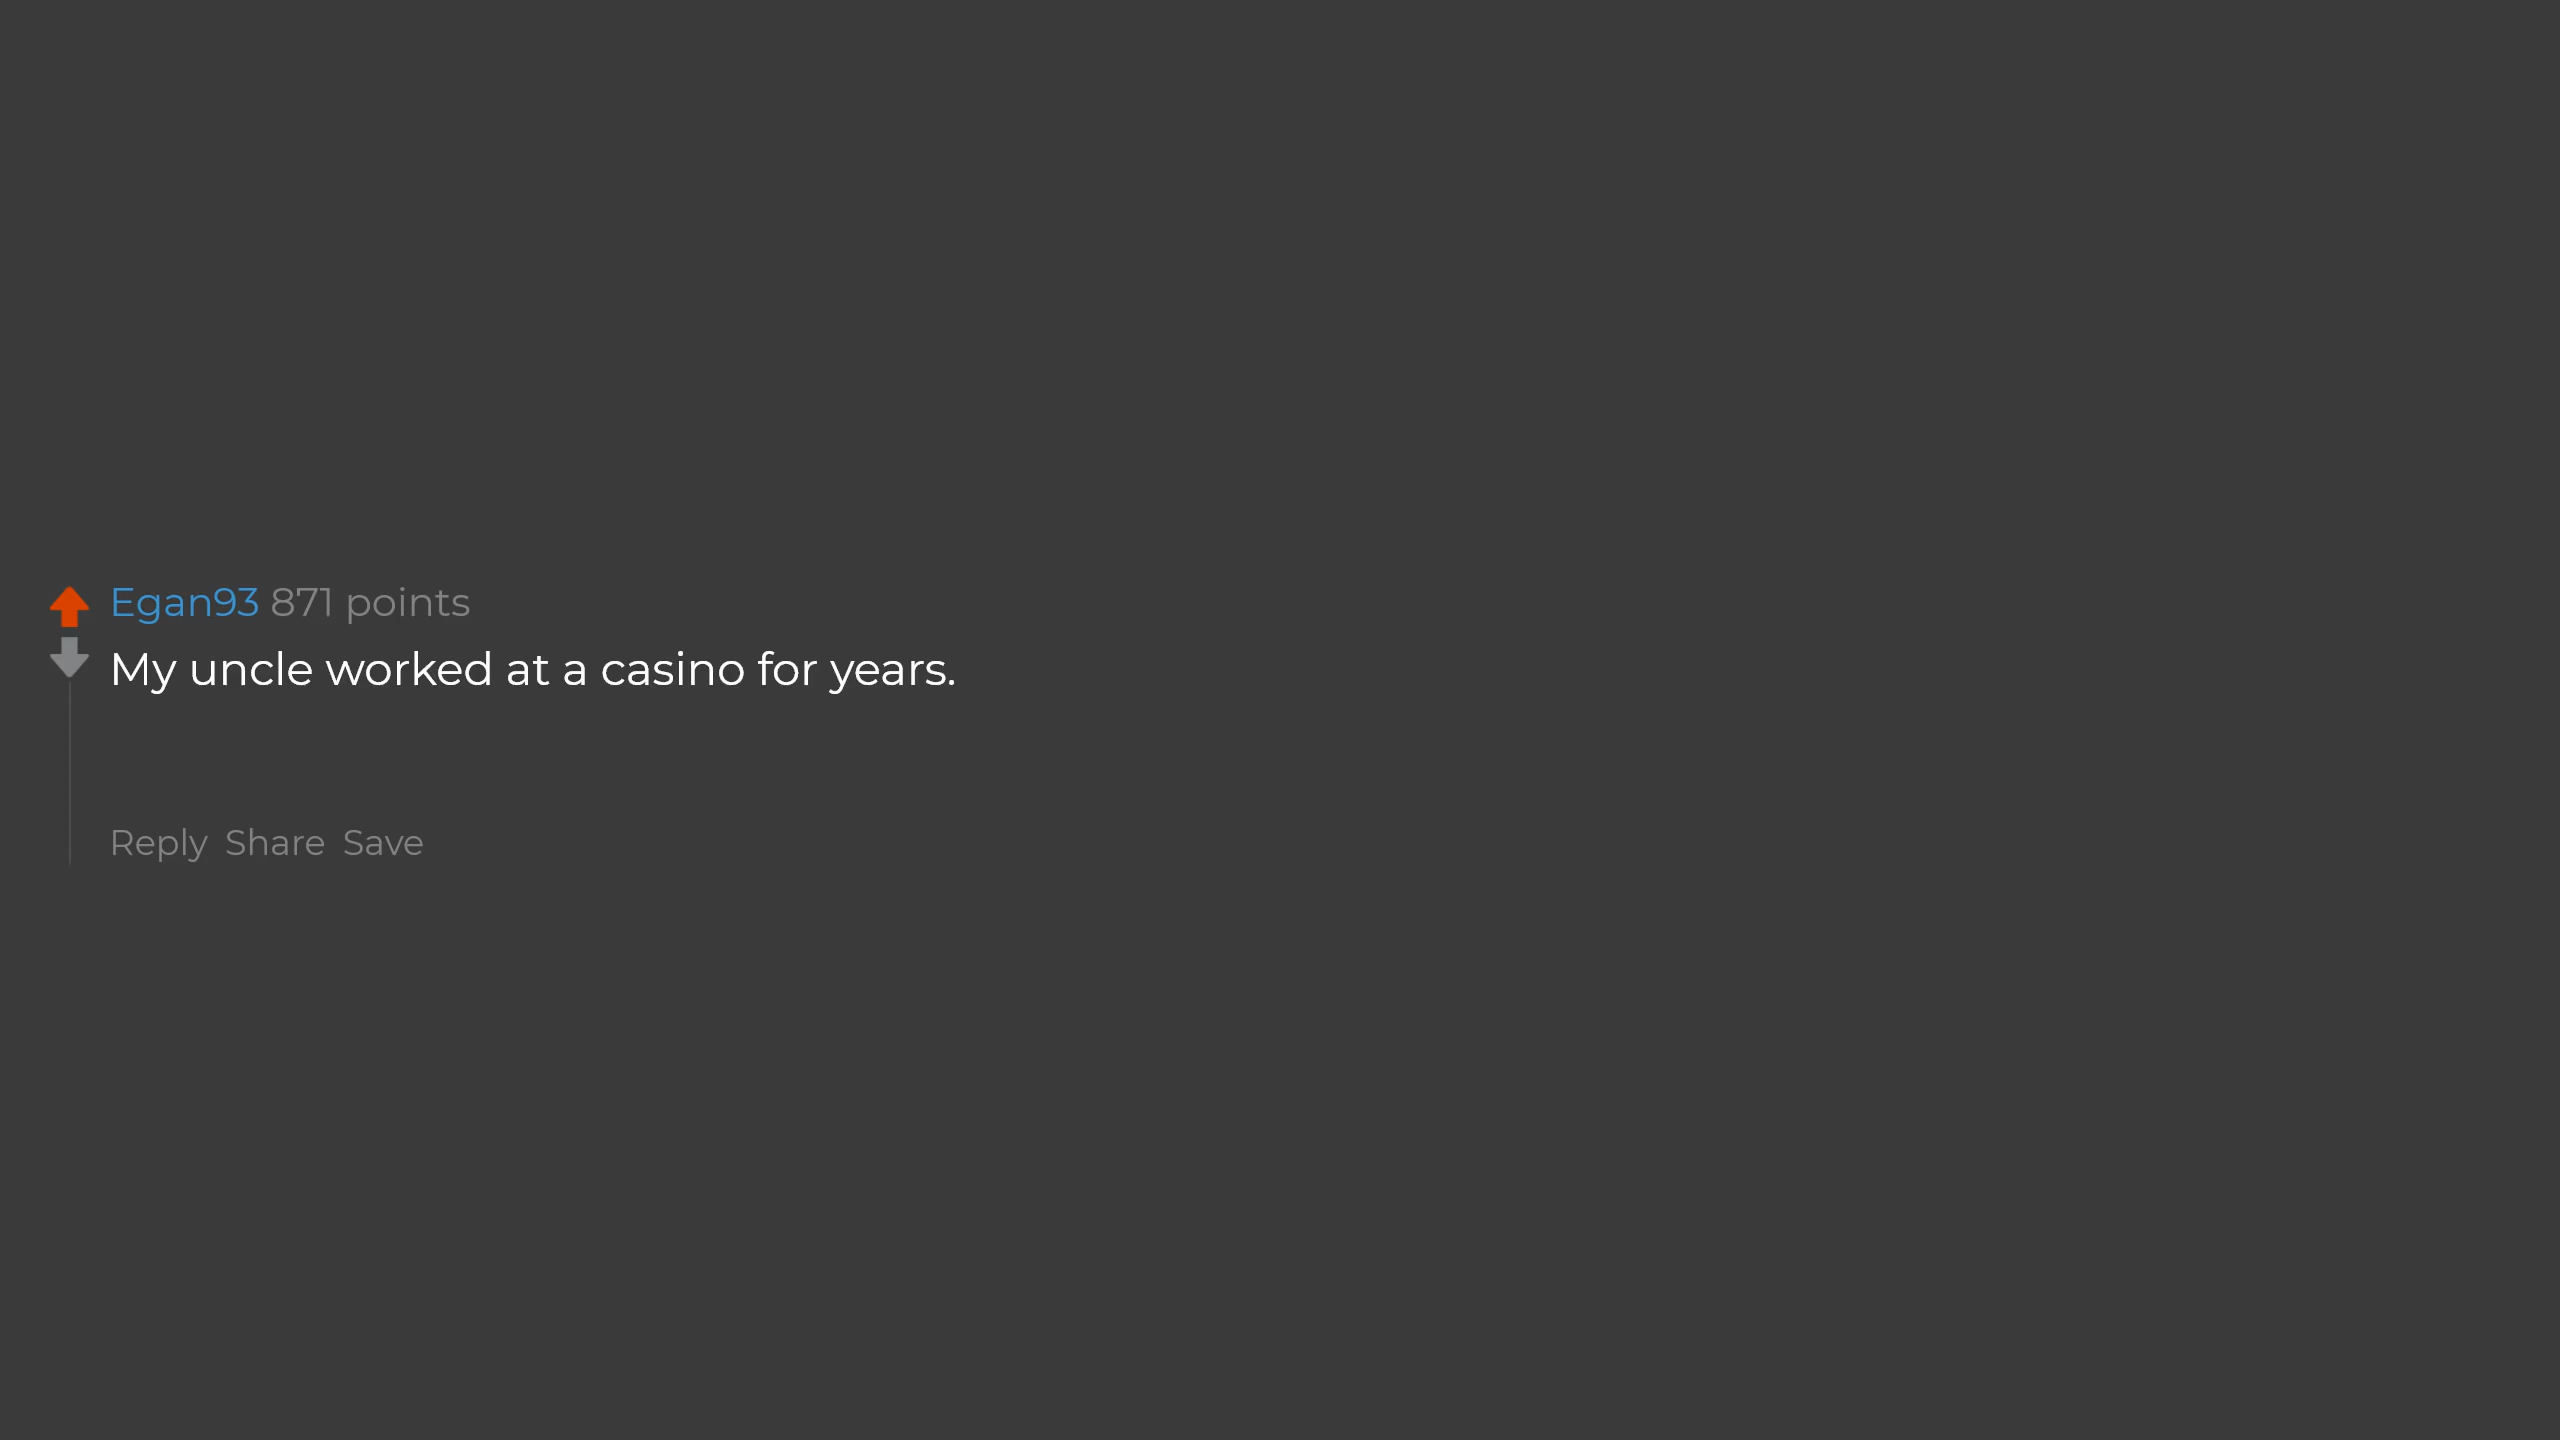 Egan93 871 points
My uncle worked at a casino for years.
Reply Share Save